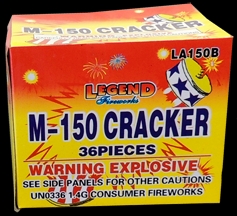 LA150B
LEGEND
Fireworks
M-150 CRACKER
36PIECES
WARNING EXPLOSIVE
SEE SIDE PANELS FOR OTHER CAUTIONS
UN0336 1.4G CONSUMER FIREWORKS